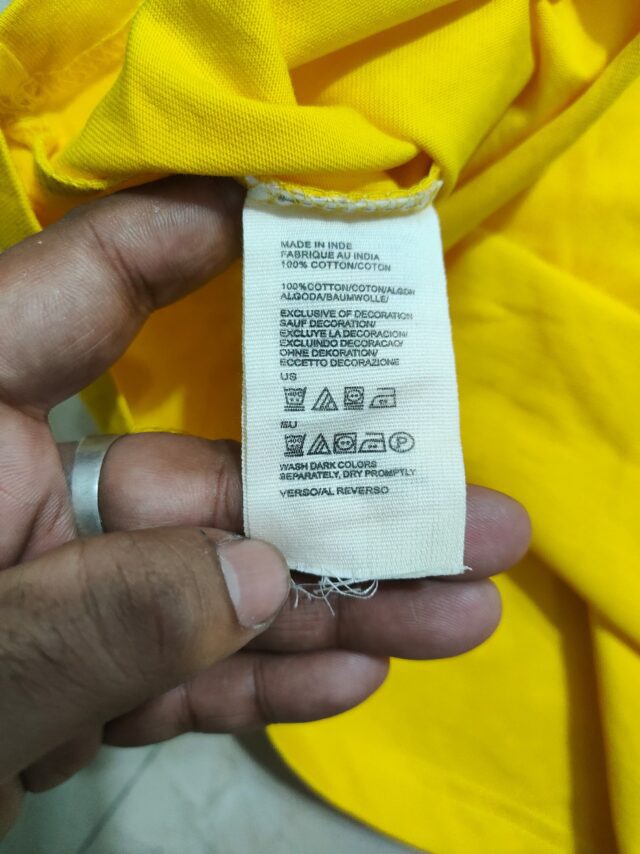 MADE IN INDE
FABRIQUE AU INDIA
100% COTTON/COTON
100%COTTON/COTON/ALGDN
ALGODA/BAUMWOLLE/
EXCLUSIVE OF DECORATION
SAUF DECORATION/
EXCLUYE LA DECORACION/
EXCLUINDO DECORACAO/
OHNE DEKORATION/
ECCETTO DECORAZIONE
US
EU
P
WASH DARK COLORS
SEPARATELY, DRY PROMPTLY
VERSO/AL REVERSO